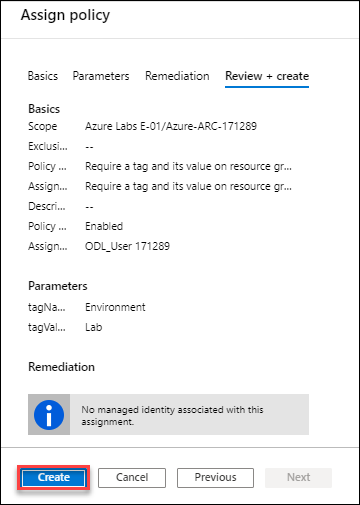 Assign policy
Basics Parameters Remediation Review + create
Basics
Scope Azure Labs E-01/Azure-ARC-171289
Exclusi... --
Policy ... Require a tag and its value on resource gr...
Assign... Require a tag and its value on resource gr...
Descri... --
Policy ... Enabled
Assign... ODL_User 171289
Parameters
tagNa... Environment
tagVal... Lab
Remediation
No managed identity associated with this
assignment.
Create Cancel Previous Next